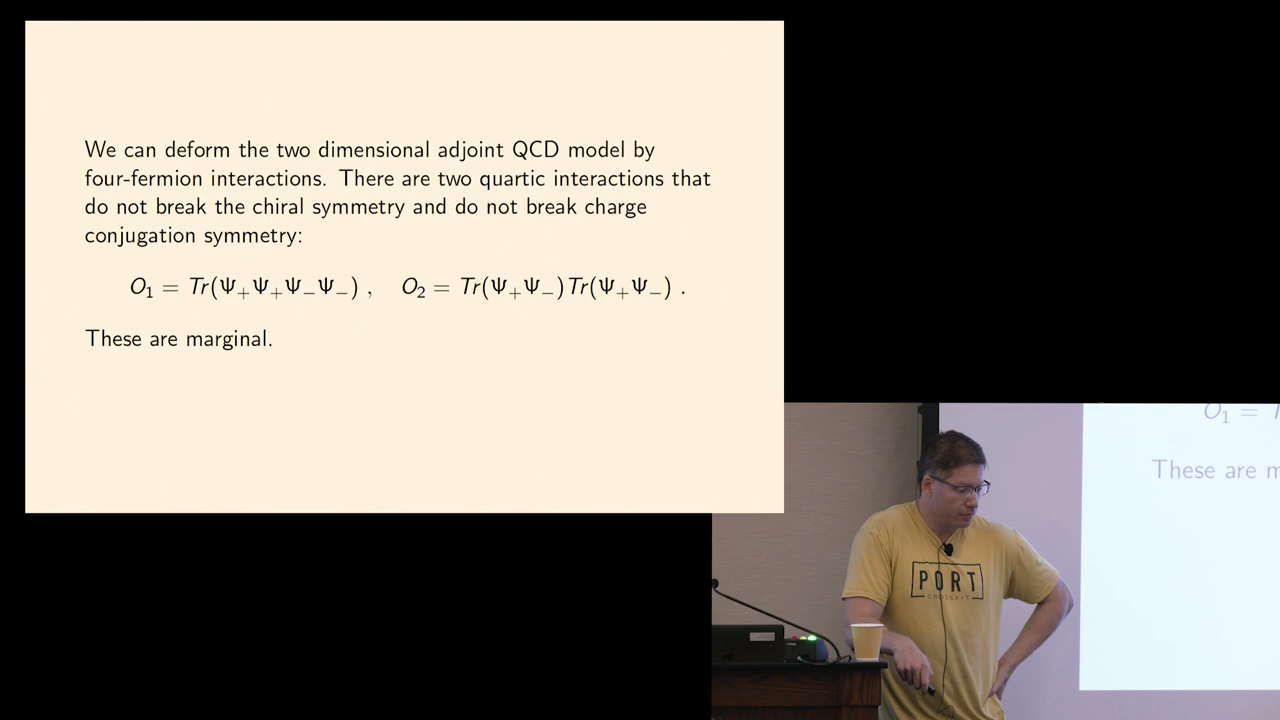 We can deform the two dimensional adjoint QCD model by
four-fermion interactions. There are two quartic interactions that
do not break the chiral symmetry and do not break charge
conjugation symmetry:
O₁ = Tr(Ψ₊Ψ₊Ψ₋Ψ₋) , O₂ = Tr(Ψ₊Ψ₋)Tr(Ψ₊Ψ₋) .
These are marginal.
O₁ =
These are
PORT
CROSSFIT